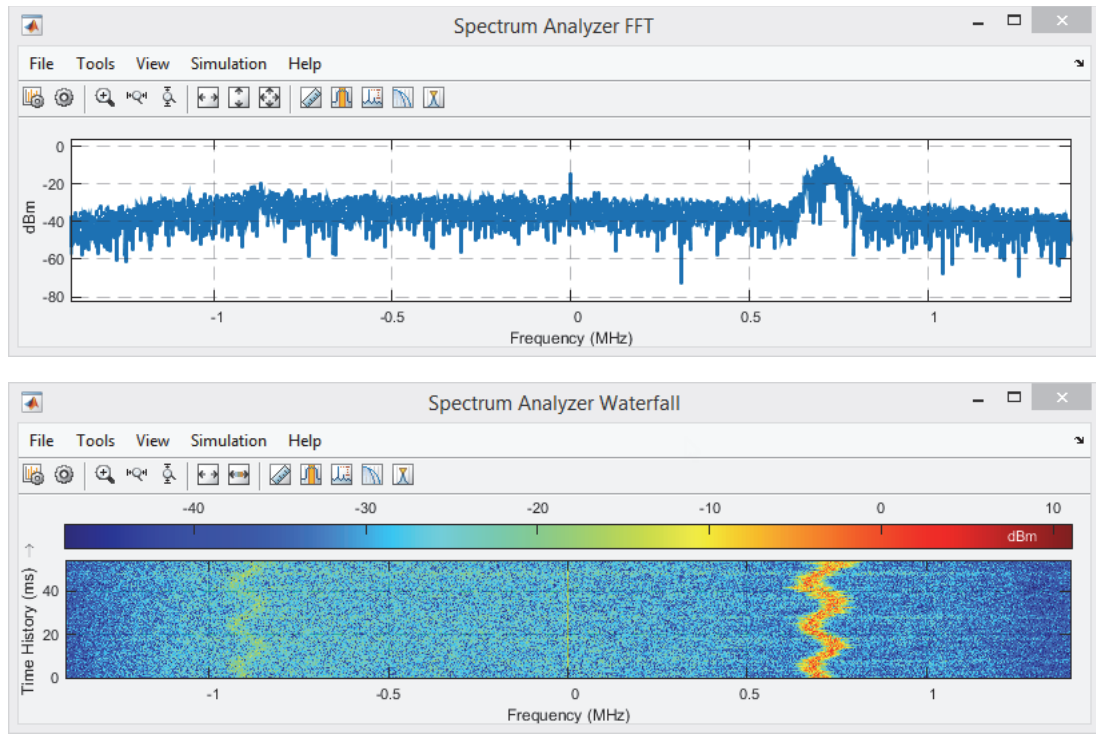 Spectrum Analyzer FFT
File Tools View Simulation Help
0
-20
-40
-60
-80
dBm
-1 -0.5 0 0.5 1
Frequency (MHz)
Spectrum Analyzer Waterfall
File Tools View Simulation Help
-40 -30 -20 -10 0 10
dBm
Time History (ms) →
40
20
0
-1 -0.5 0 0.5 1
Frequency (MHz)